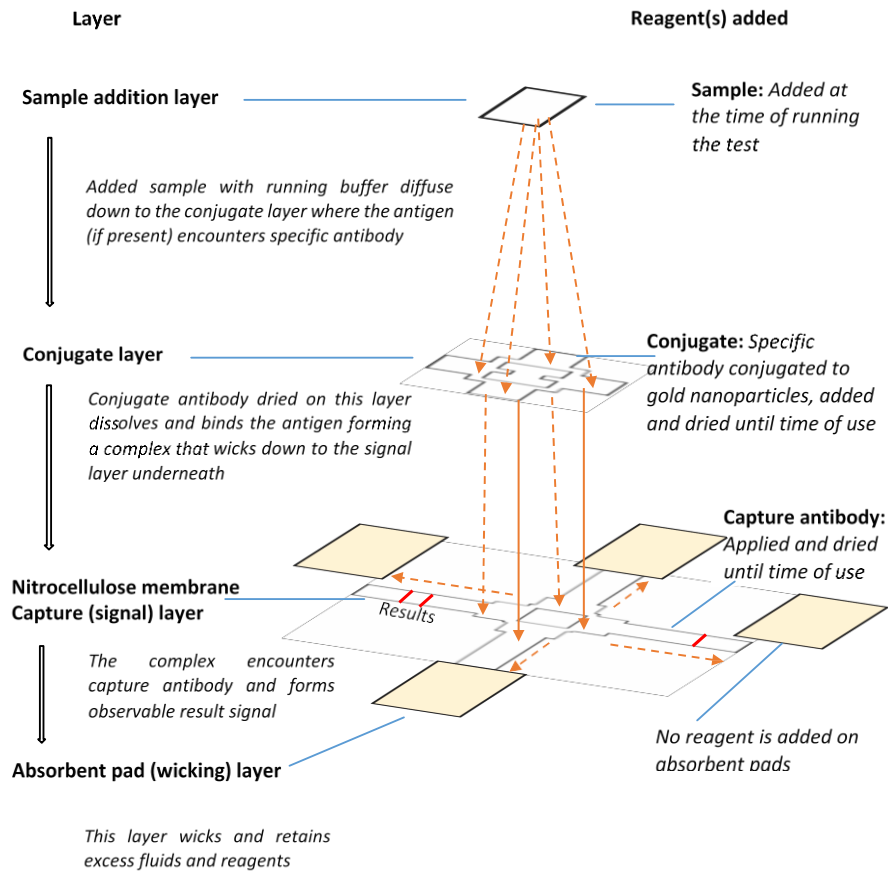 Layer
Reagent(s) added
Sample addition layer
Sample: Added at
the time of running
the test
Added sample with running buffer diffuse
down to the conjugate layer where the antigen
(if present) encounters specific antibody
Conjugate layer
Conjugate: Specific
antibody conjugated to
gold nanoparticles, added
and dried until time of use
Conjugate antibody dried on this layer
dissolves and binds the antigen forming
a complex that wicks down to the signal
layer underneath
Capture antibody:
Applied and dried
until time of use
Nitrocellulose membrane
Capture (signal) layer
Results
The complex encounters
capture antibody and forms
observable result signal
No reagent is added on
absorbent pads
Absorbent pad (wicking) layer
This layer wicks and retains
excess fluids and reagents